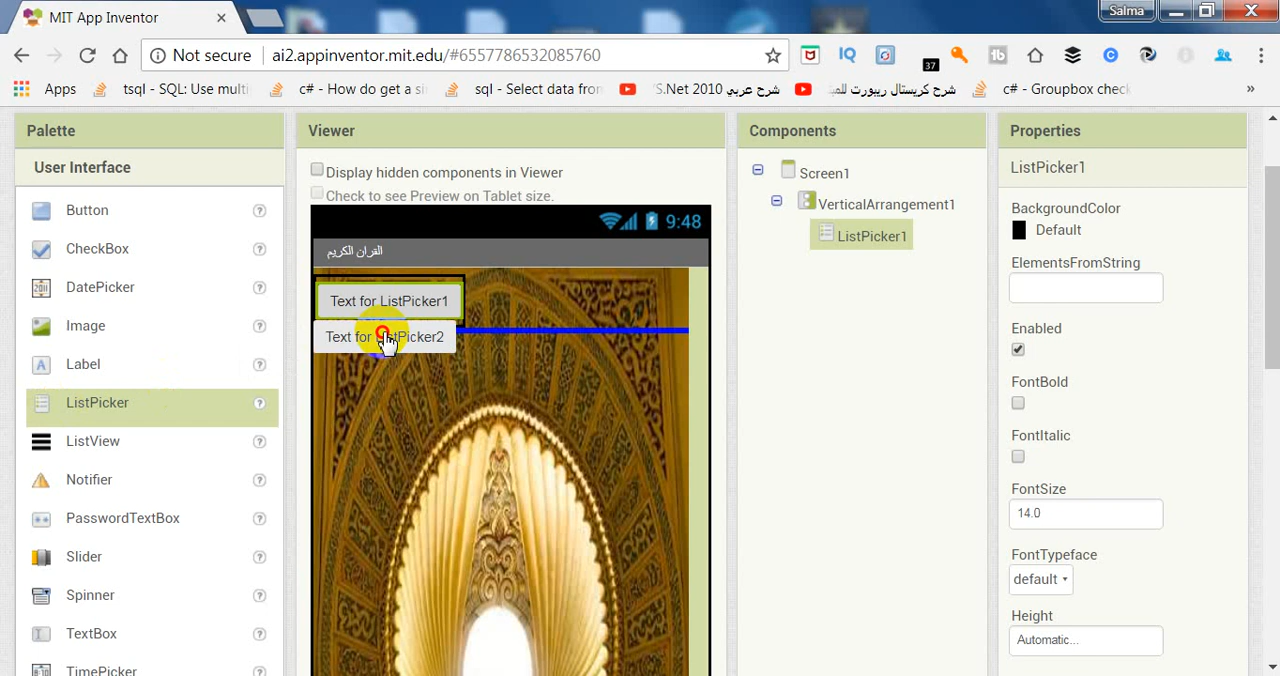 MIT App Inventor
Salma
Not secure
ai2.appinventor.mit.edu/#6557786532085760
37
Apps
tsql - SQL: Use multi
c# - How do get a si
sql - Select data from
شرح عربي S.Net 2010'
شرح كريستال ريبورت للمبتد
c# - Groupbox check
»
Palette
User Interface
Button
CheckBox
DatePicker
Image
Label
ListPicker
ListView
Notifier
PasswordTextBox
Slider
Spinner
TextBox
TimePicker
Viewer
Display hidden components in Viewer
Check to see Preview on Tablet size.
9:48
القران الكريم
Text for ListPicker1
Text for ListPicker2
Components
Screen1
VerticalArrangement1
ListPicker1
Properties
ListPicker1
BackgroundColor
Default
ElementsFromString
Enabled
FontBold
FontItalic
FontSize
14.0
FontTypeface
default
Height
Automatic...